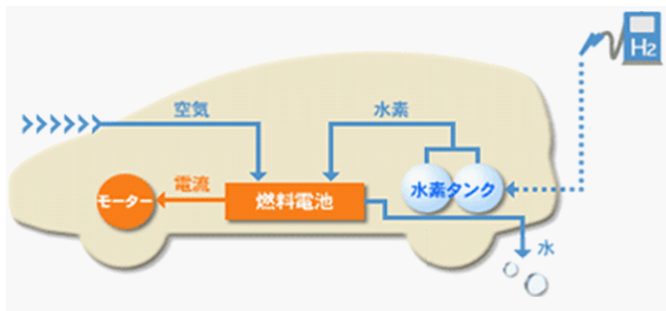 H2
空気
水素
電流
モーター
燃料電池
水素タンク
水